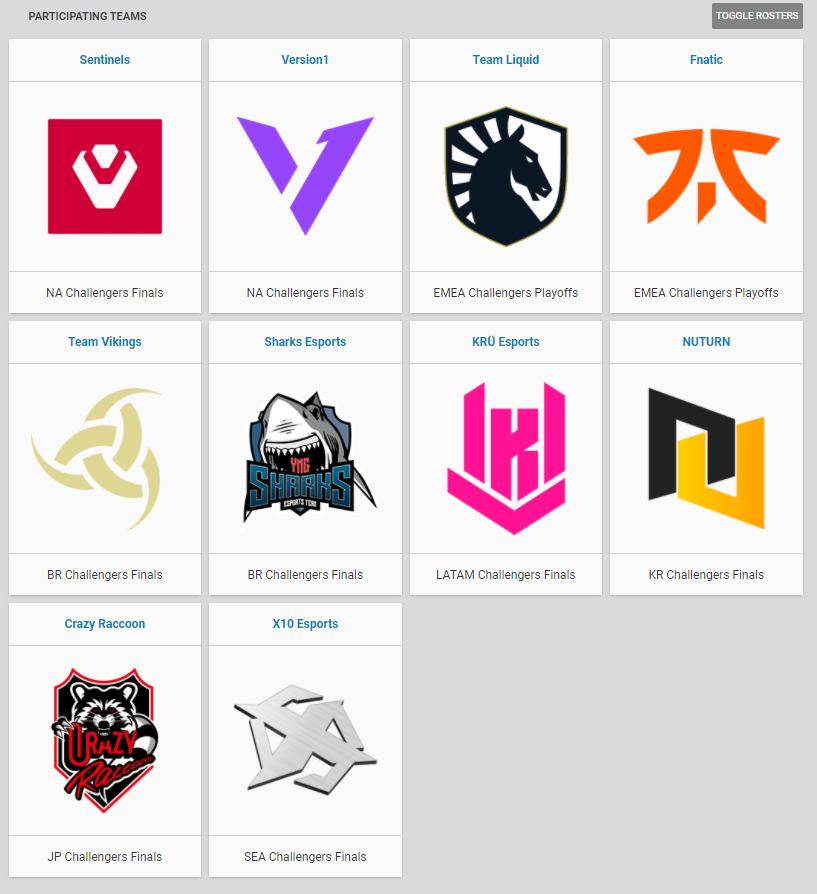 PARTICIPATING TEAMS
TOGGLE ROSTERS
Sentinels
Version1
Team Liquid
Fnatic
NA Challengers Finals
NA Challengers Finals
EMEA Challengers Playoffs
EMEA Challengers Playoffs
Team Vikings
Sharks Esports
KRÜ Esports
NUTURN
YNG
SHARKS
ESPORTS TEAM
K
BR Challengers Finals
BR Challengers Finals
LATAM Challengers Finals
KR Challengers Finals
Crazy Raccoon
X10 Esports
CRAZY
Raccoon
JP Challengers Finals
SEA Challengers Finals